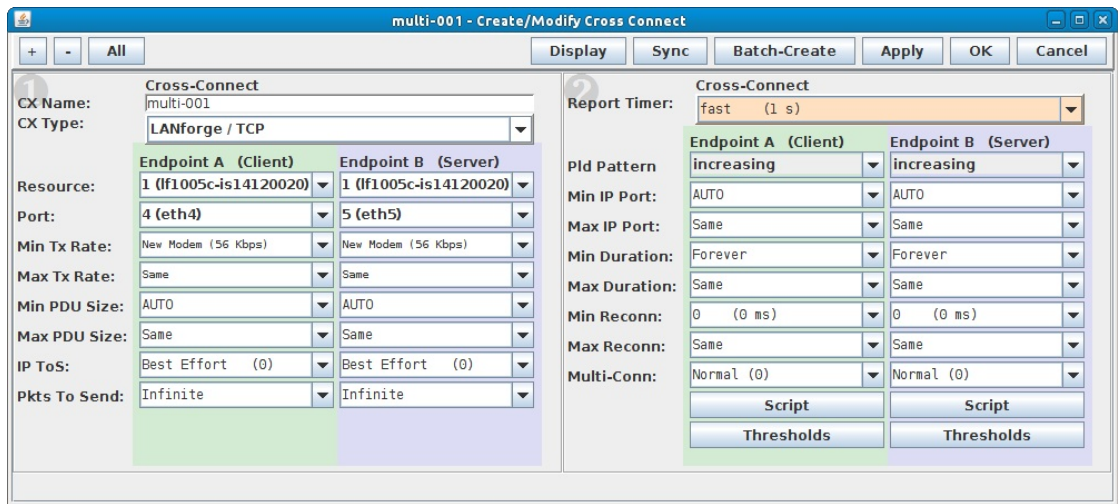 multi-001 - Create/Modify Cross Connect
+ - All Display Sync Batch-Create Apply OK Cancel
1
Cross-Connect
CX Name: multi-001
CX Type: LANforge / TCP
Endpoint A (Client) Endpoint B (Server)
Resource: 1 (lf1005c-is14120020) 1 (lf1005c-is14120020)
Port: 4 (eth4) 5 (eth5)
Min Tx Rate: New Modem (56 Kbps) New Modem (56 Kbps)
Max Tx Rate: Same Same
Min PDU Size: AUTO AUTO
Max PDU Size: Same Same
IP ToS: Best Effort (0) Best Effort (0)
Pkts To Send: Infinite Infinite
2
Cross-Connect
Report Timer: fast (1 s)
Endpoint A (Client) Endpoint B (Server)
Pld Pattern increasing increasing
Min IP Port: AUTO AUTO
Max IP Port: Same Same
Min Duration: Forever Forever
Max Duration: Same Same
Min Reconn: 0 (0 ms) 0 (0 ms)
Max Reconn: Same Same
Multi-Conn: Normal (0) Normal (0)
Script Script
Thresholds Thresholds